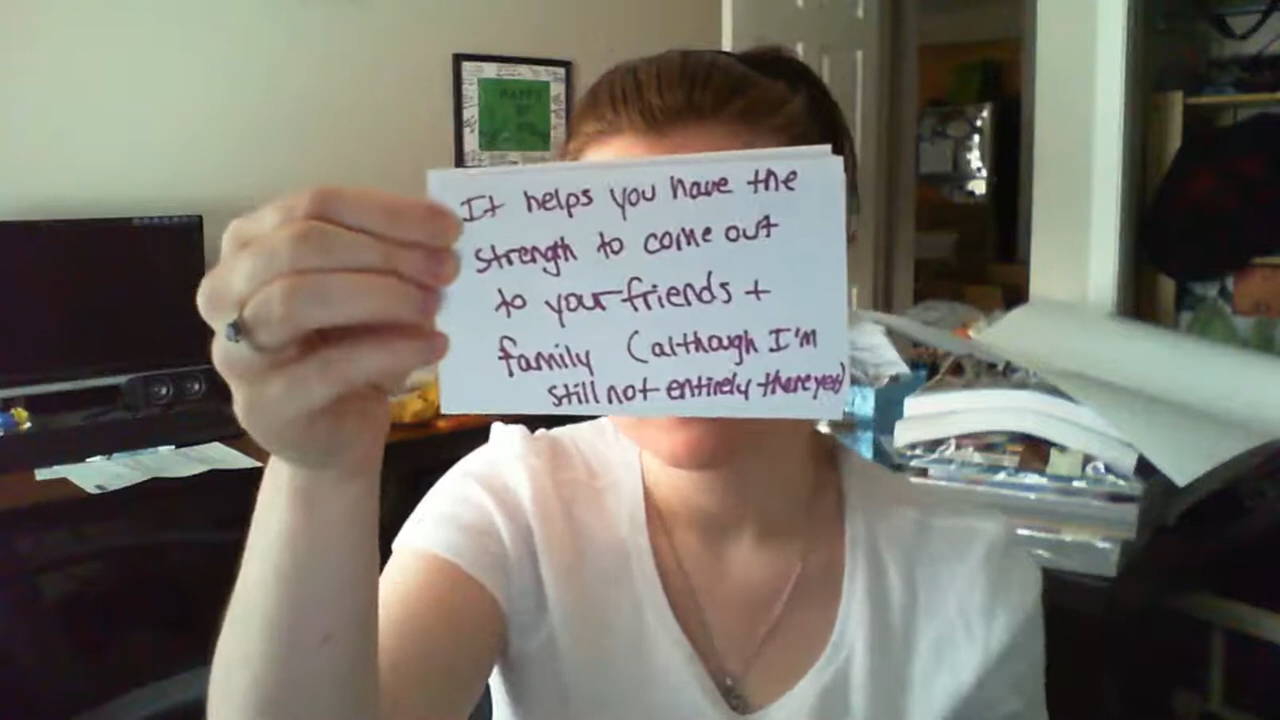 It helps you have the
strength to come out
to your friends +
family (although I'm
still not entirely there yet)
HAPPY